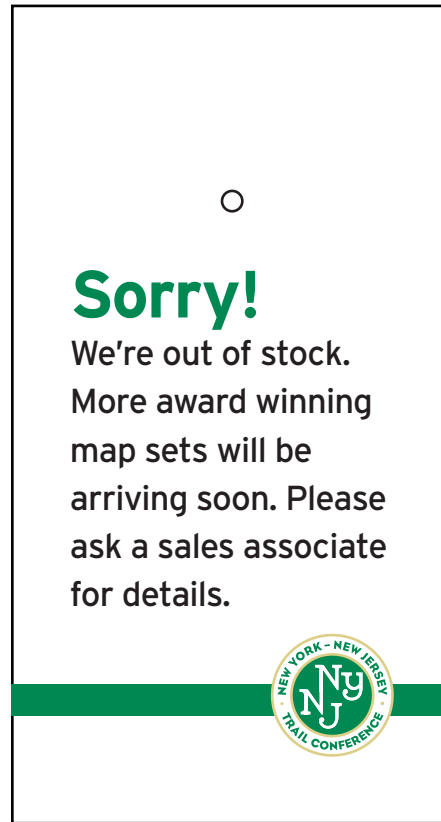 Sorry!
We're out of stock.
More award winning
map sets will be
arriving soon. Please
ask a sales associate
for details.
NEW YORK – NEW JERSEY
NY
NJ
TRAIL CONFERENCE